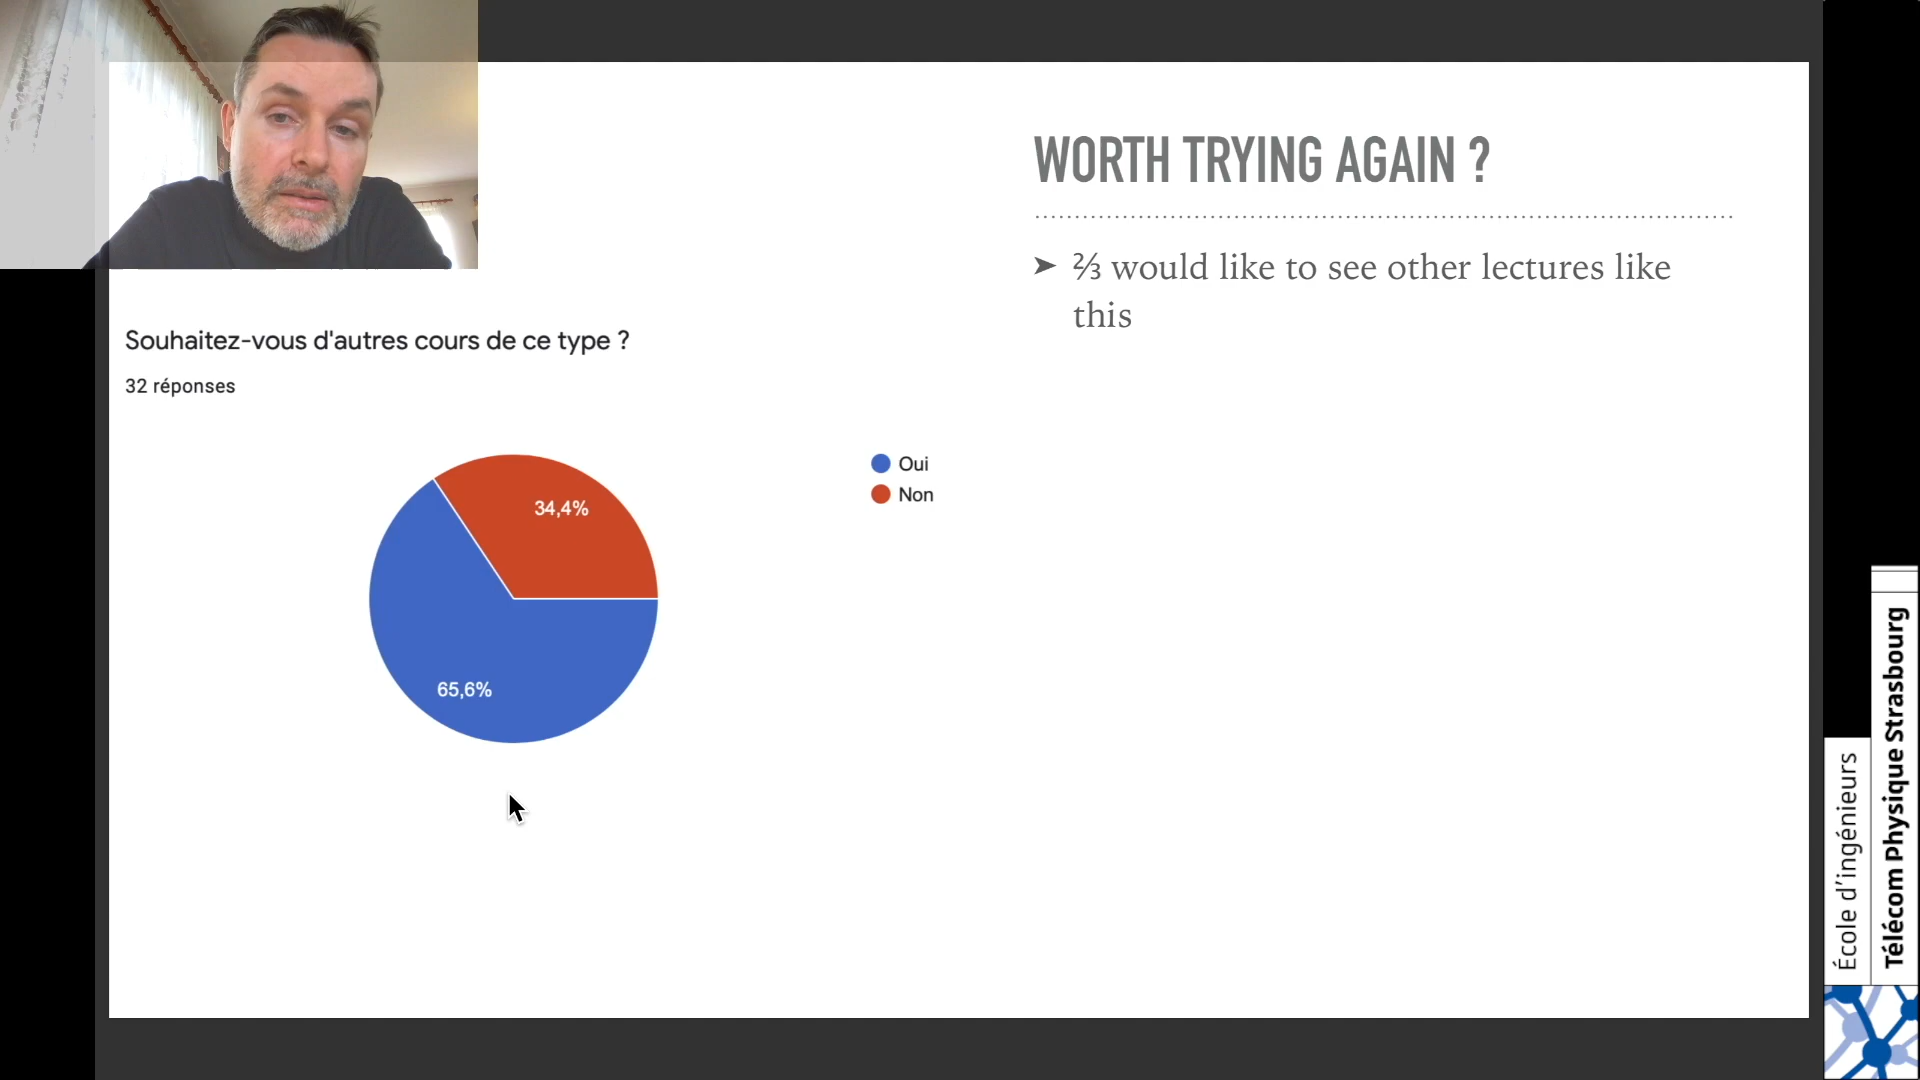 WORTH TRYING AGAIN ?
➤ ⅔ would like to see other lectures like
this
Souhaitez-vous d'autres cours de ce type ?
32 réponses
Oui
Non
34,4%
65,6%
École d'ingénieurs
Télécom Physique Strasbourg